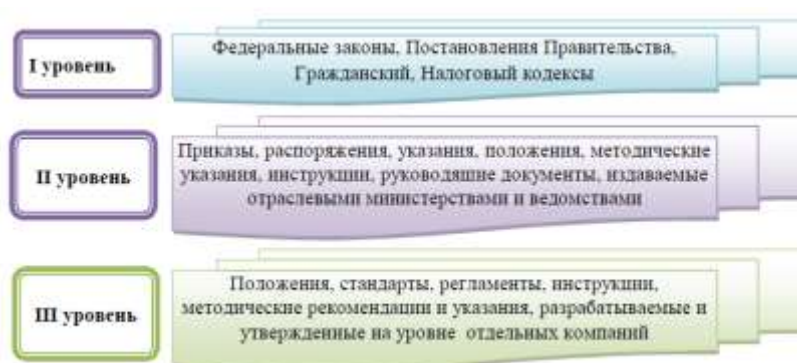 I уровень
Федеральные законы, Постановления Правительства,
Гражданский, Налоговый кодексы
II уровень
Приказы, распоряжения, указания, положения, методические
указания, инструкции, руководящие документы, издаваемые
отраслевыми министерствами и ведомствами
III уровень
Положения, стандарты, регламенты, инструкции,
методические рекомендации и указания, разрабатываемые и
утвержденные на уровне отдельных компаний